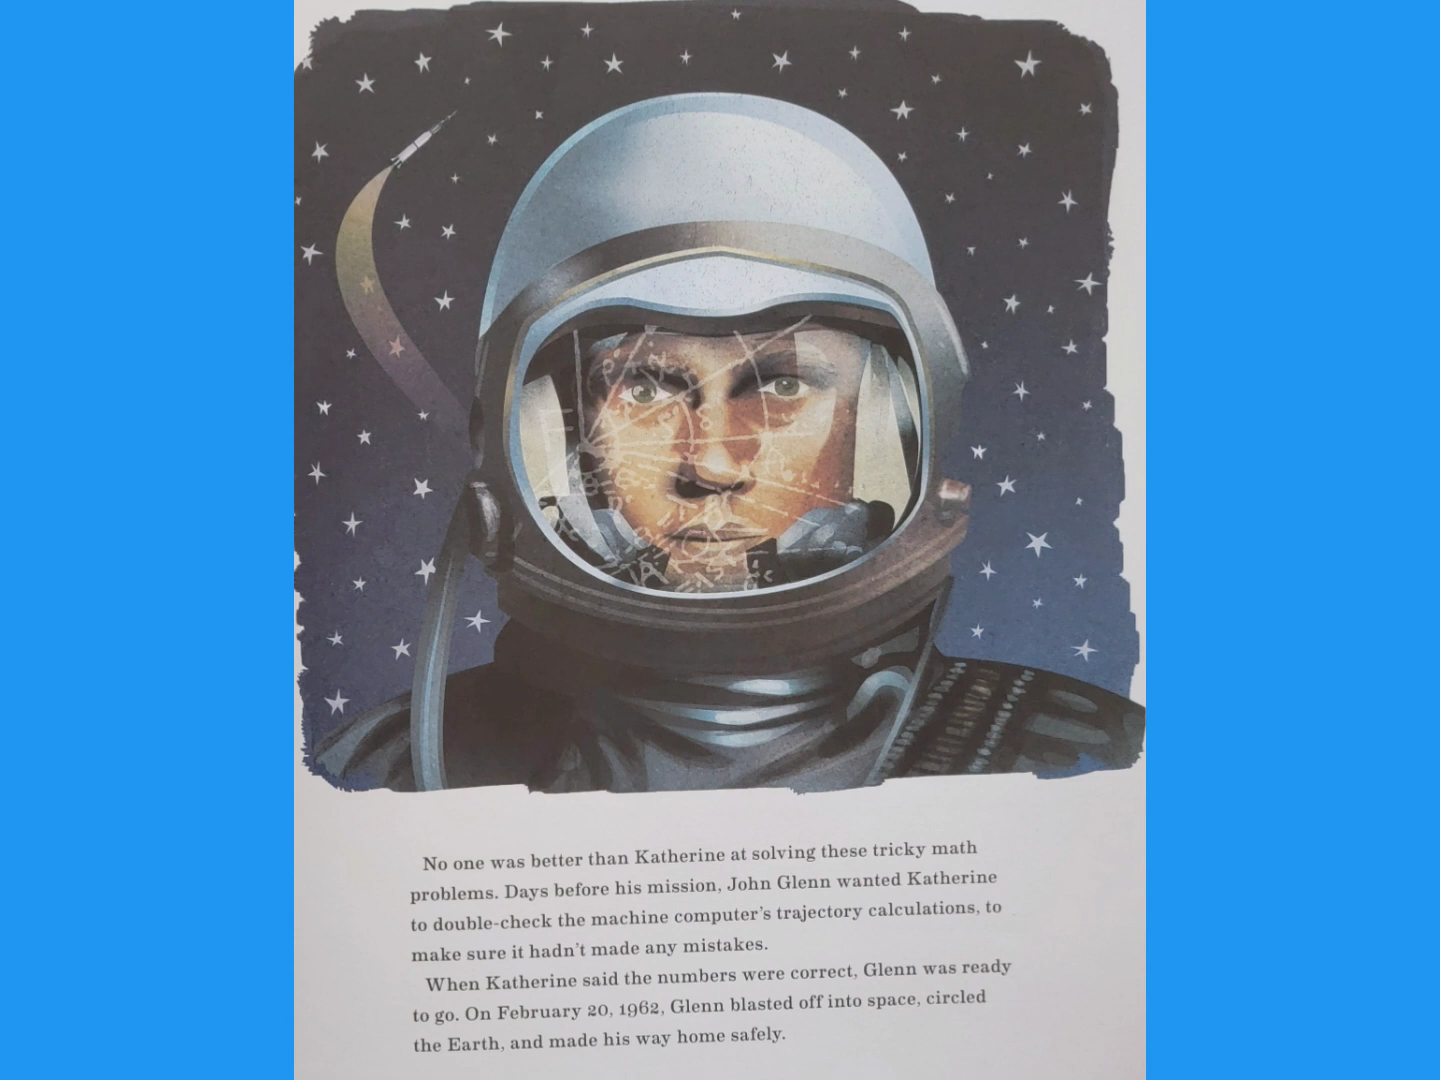 No one was better than Katherine at solving these tricky math
problems. Days before his mission, John Glenn wanted Katherine
to double-check the machine computer's trajectory calculations, to
make sure it hadn't made any mistakes.
When Katherine said the numbers were correct, Glenn was ready
to go. On February 20, 1962, Glenn blasted off into space, circled
the Earth, and made his way home safely.